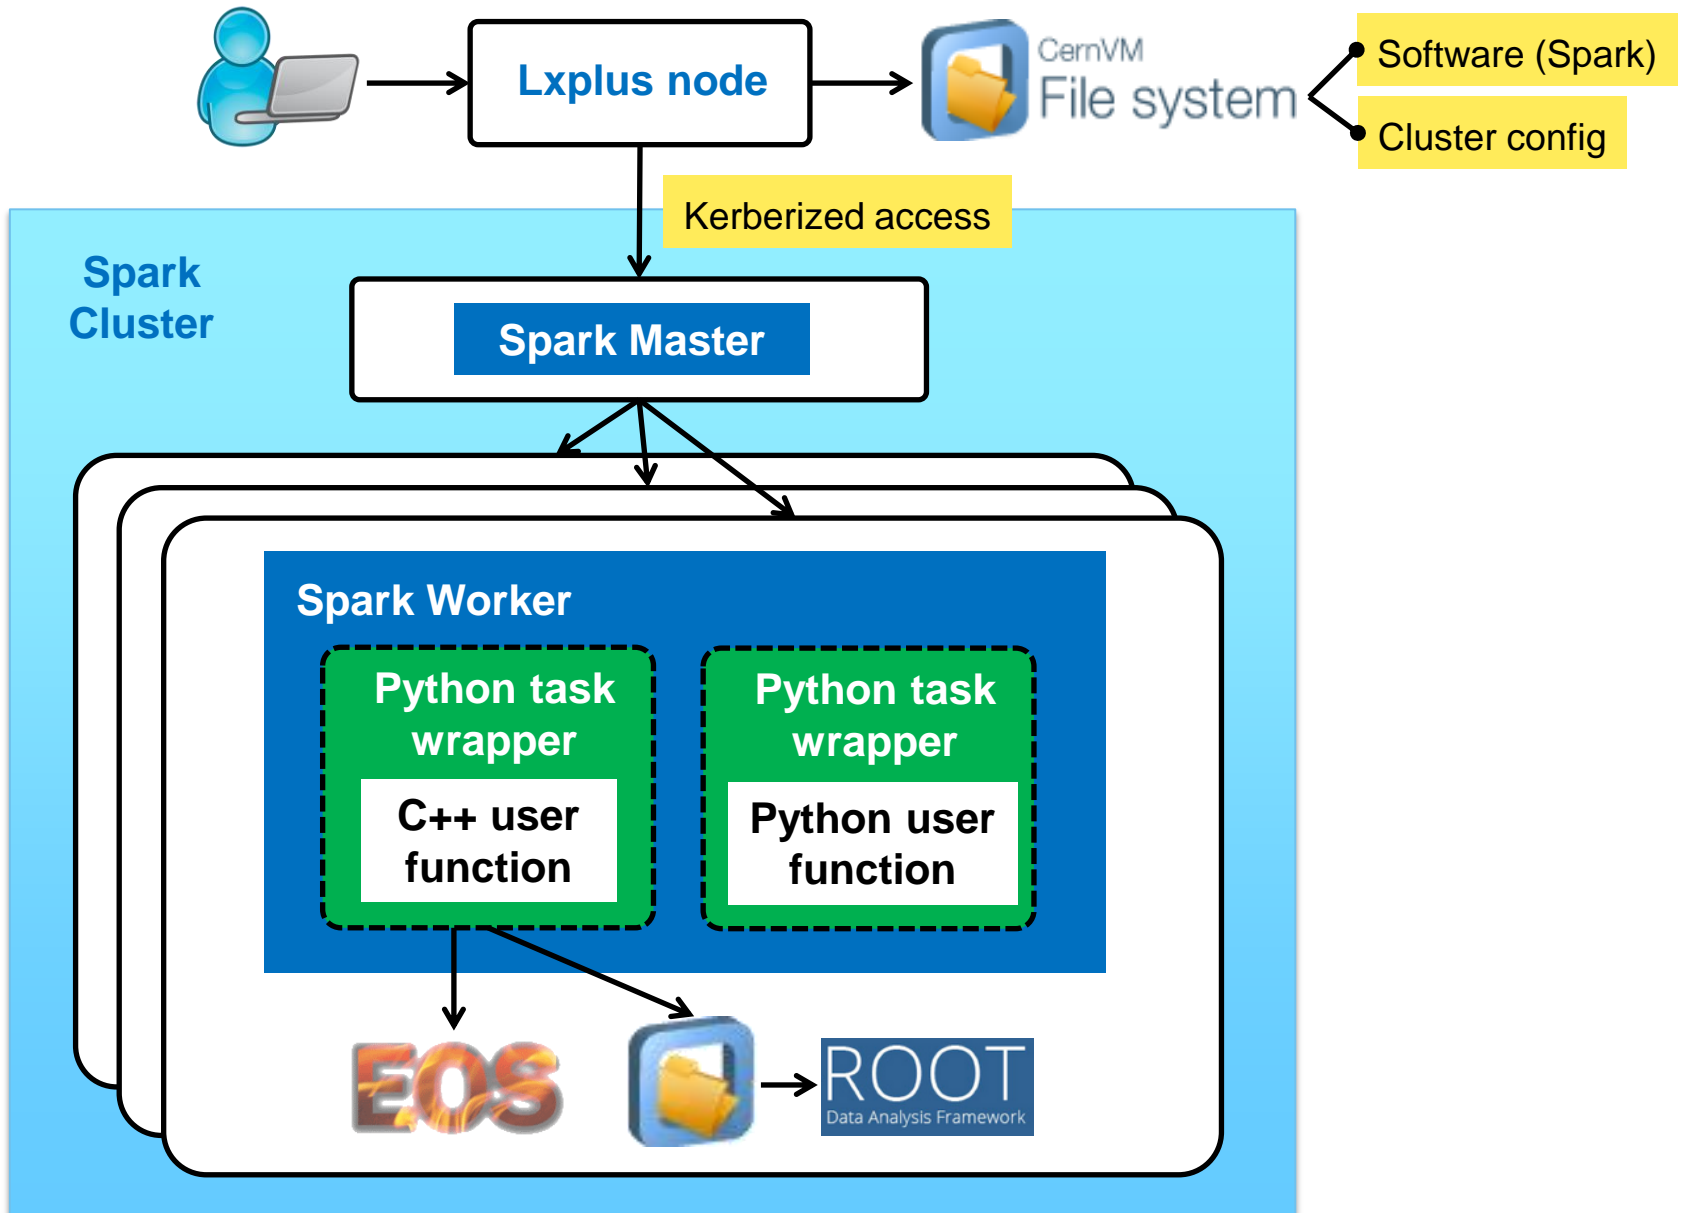 Lxplus node
CernVM
File system
Software (Spark)
Cluster config
Kerberized access
Spark
Cluster
Spark Master
Spark Worker
Python task
wrapper
C++ user
function
Python task
wrapper
Python user
function
EOS
ROOT
Data Analysis Framework